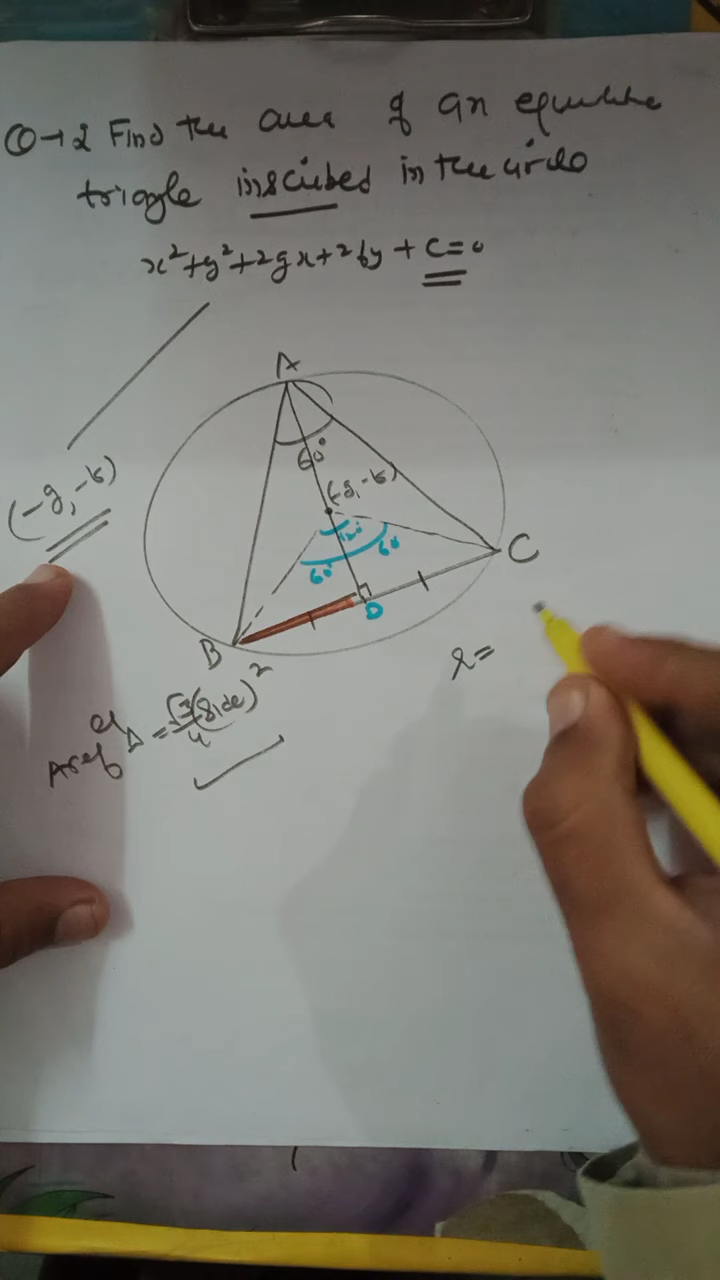 Q→2 Find the area of an equilateral
triangle inscribed in the circle
x²+y²+2gx+2fy+c=0
A
60°
(-g,-f)
(-g,-f)
120°
60°
60°
C
D
B
r=
Area of Δ = √3/4 (Side)²